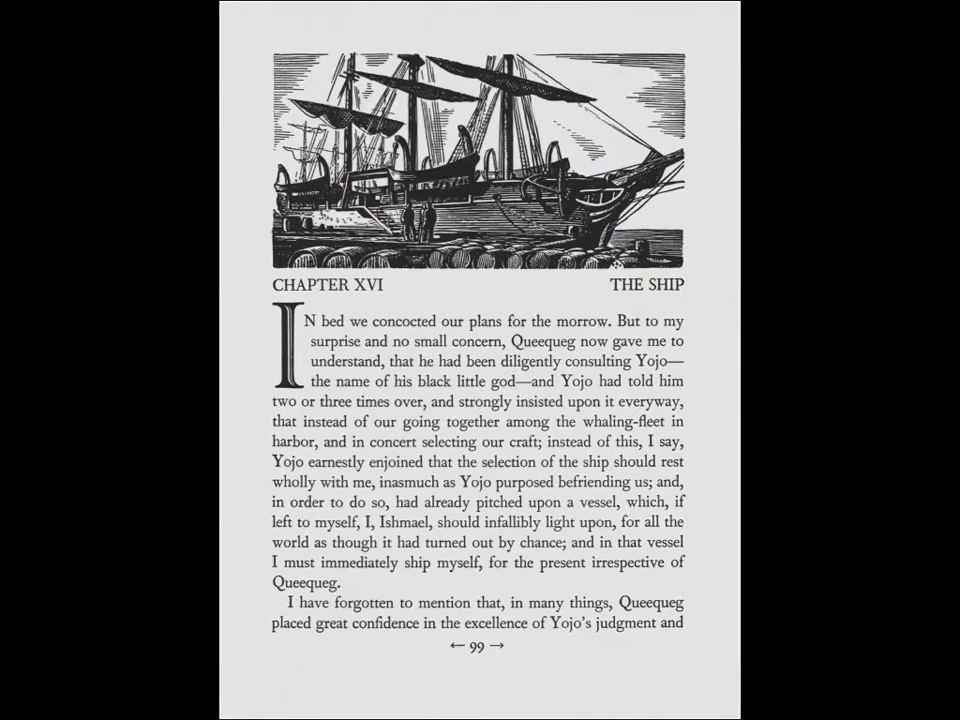 CHAPTER XVI THE SHIP
IN bed we concocted our plans for the morrow. But to my
surprise and no small concern, Queequeg now gave me to
understand, that he had been diligently consulting Yojo—
the name of his black little god—and Yojo had told him
two or three times over, and strongly insisted upon it everyway,
that instead of our going together among the whaling-fleet in
harbor, and in concert selecting our craft; instead of this, I say,
Yojo earnestly enjoined that the selection of the ship should rest
wholly with me, inasmuch as Yojo purposed befriending us; and,
in order to do so, had already pitched upon a vessel, which, if
left to myself, I, Ishmael, should infallibly light upon, for all the
world as though it had turned out by chance; and in that vessel
I must immediately ship myself, for the present irrespective of
Queequeg.
I have forgotten to mention that, in many things, Queequeg
placed great confidence in the excellence of Yojo's judgment and
← 99 →